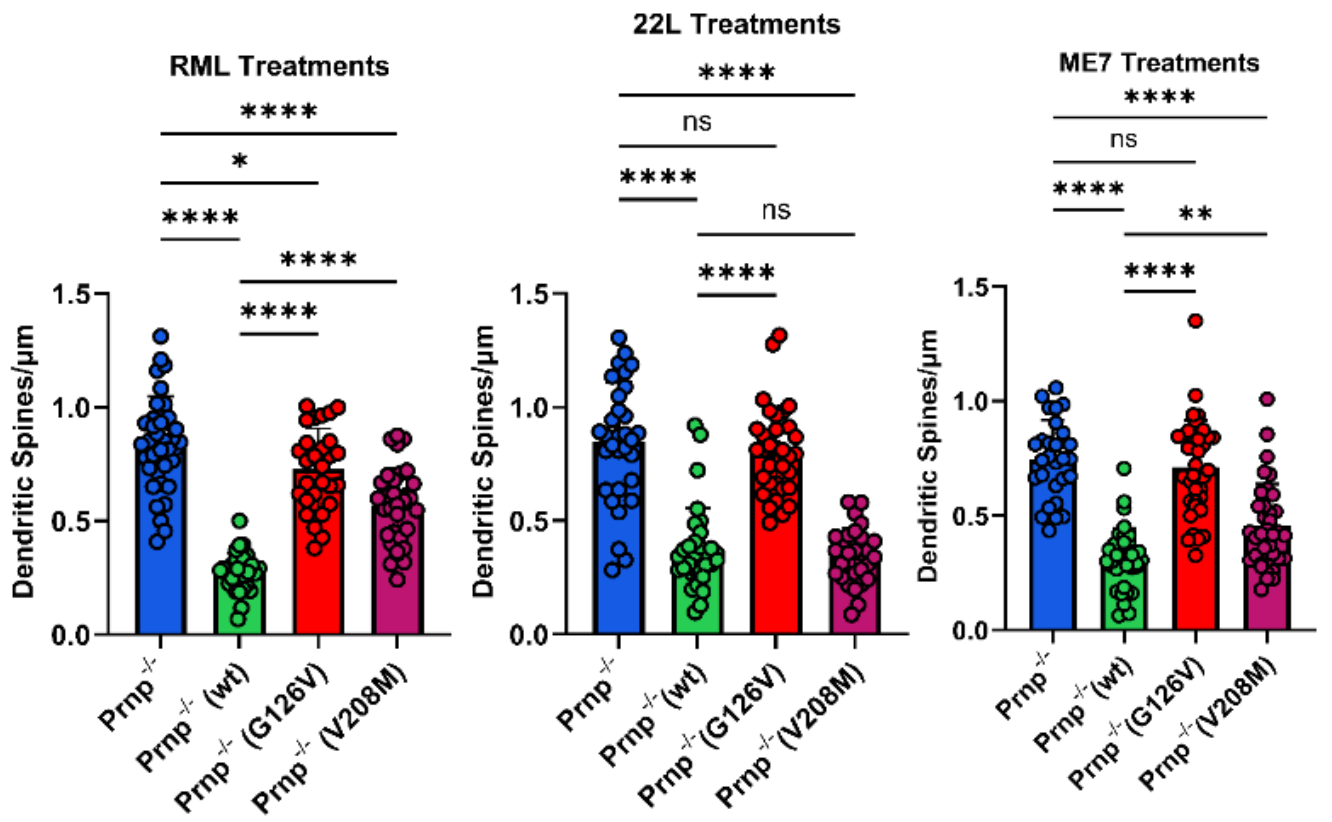 RML Treatments
****
*
****
****
****
Dendritic Spines/µm
1.5
1.0
0.5
0.0
Prnp-/-
Prnp-/- (wt)
Prnp-/- (G126V)
Prnp-/- (V208M)
22L Treatments
****
ns
****
ns
****
Dendritic Spines/µm
1.5
1.0
0.5
0.0
Prnp-/-
Prnp-/- (wt)
Prnp-/- (G126V)
Prnp-/- (V208M)
ME7 Treatments
****
ns
****
**
****
Dendritic Spines/µm
1.5
1.0
0.5
0.0
Prnp-/-
Prnp-/- (wt)
Prnp-/- (G126V)
Prnp-/- (V208M)